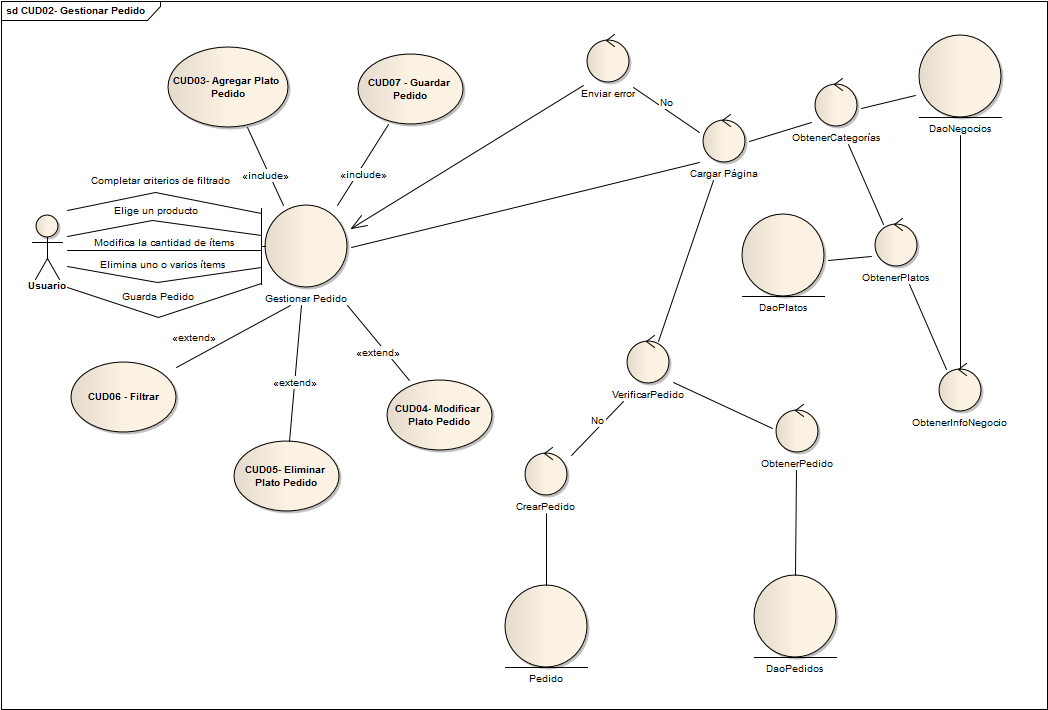 sd CUD02- Gestionar Pedido
CUD03- Agregar Plato
Pedido
CUD07 - Guardar
Pedido
Enviar error
No
Cargar Página
ObtenerCategorías
DaoNegocios
«include»
«include»
Completar criterios de filtrado
Elige un producto
Modifica la cantidad de ítems
Elimina uno o varios ítems
Guarda Pedido
Usuario
Gestionar Pedido
ObtenerPlatos
DaoPlatos
«extend»
«extend»
«extend»
CUD06 - Filtrar
CUD04- Modificar
Plato Pedido
CUD05- Eliminar
Plato Pedido
VerificarPedido
No
ObtenerInfoNegocio
ObtenerPedido
CrearPedido
Pedido
DaoPedidos